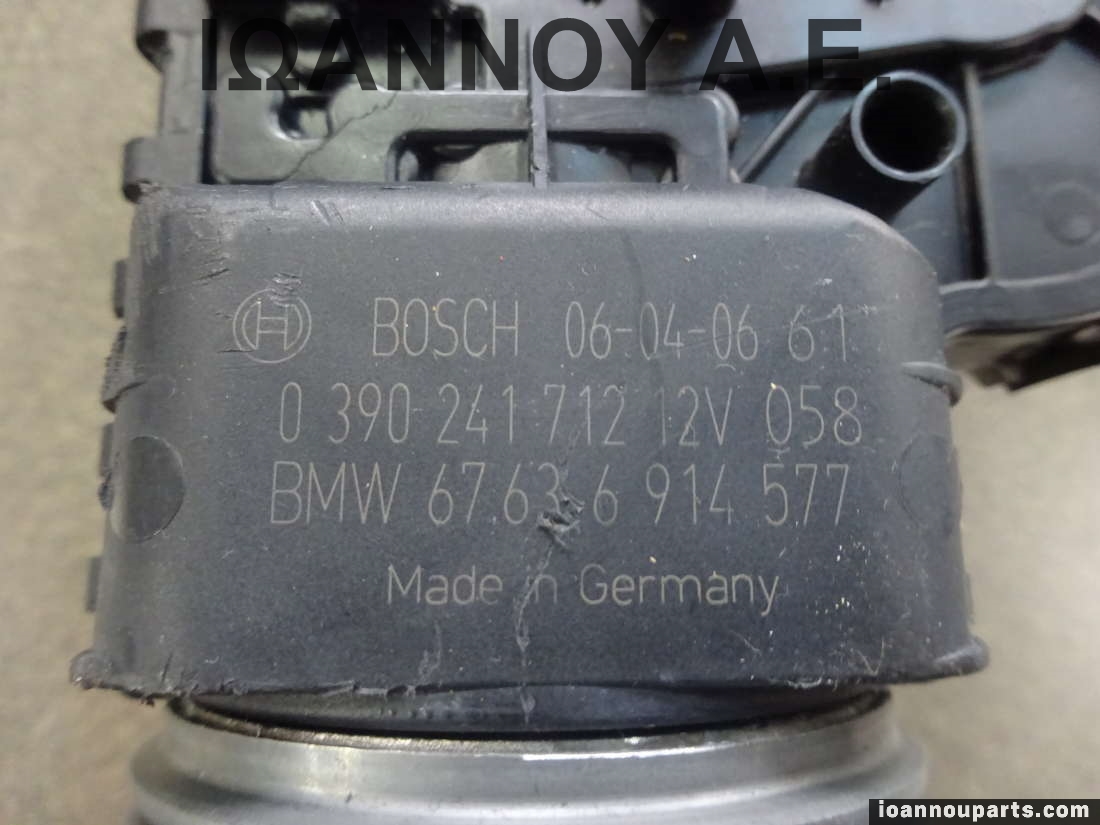 ΙΩΑΝΝΟΥ Α.Ε.
BOSCH 06-04-06 61
0 390 241 712 12V 058
BMW 67.63 6 914 577
Made in Germany
ioannouparts.com